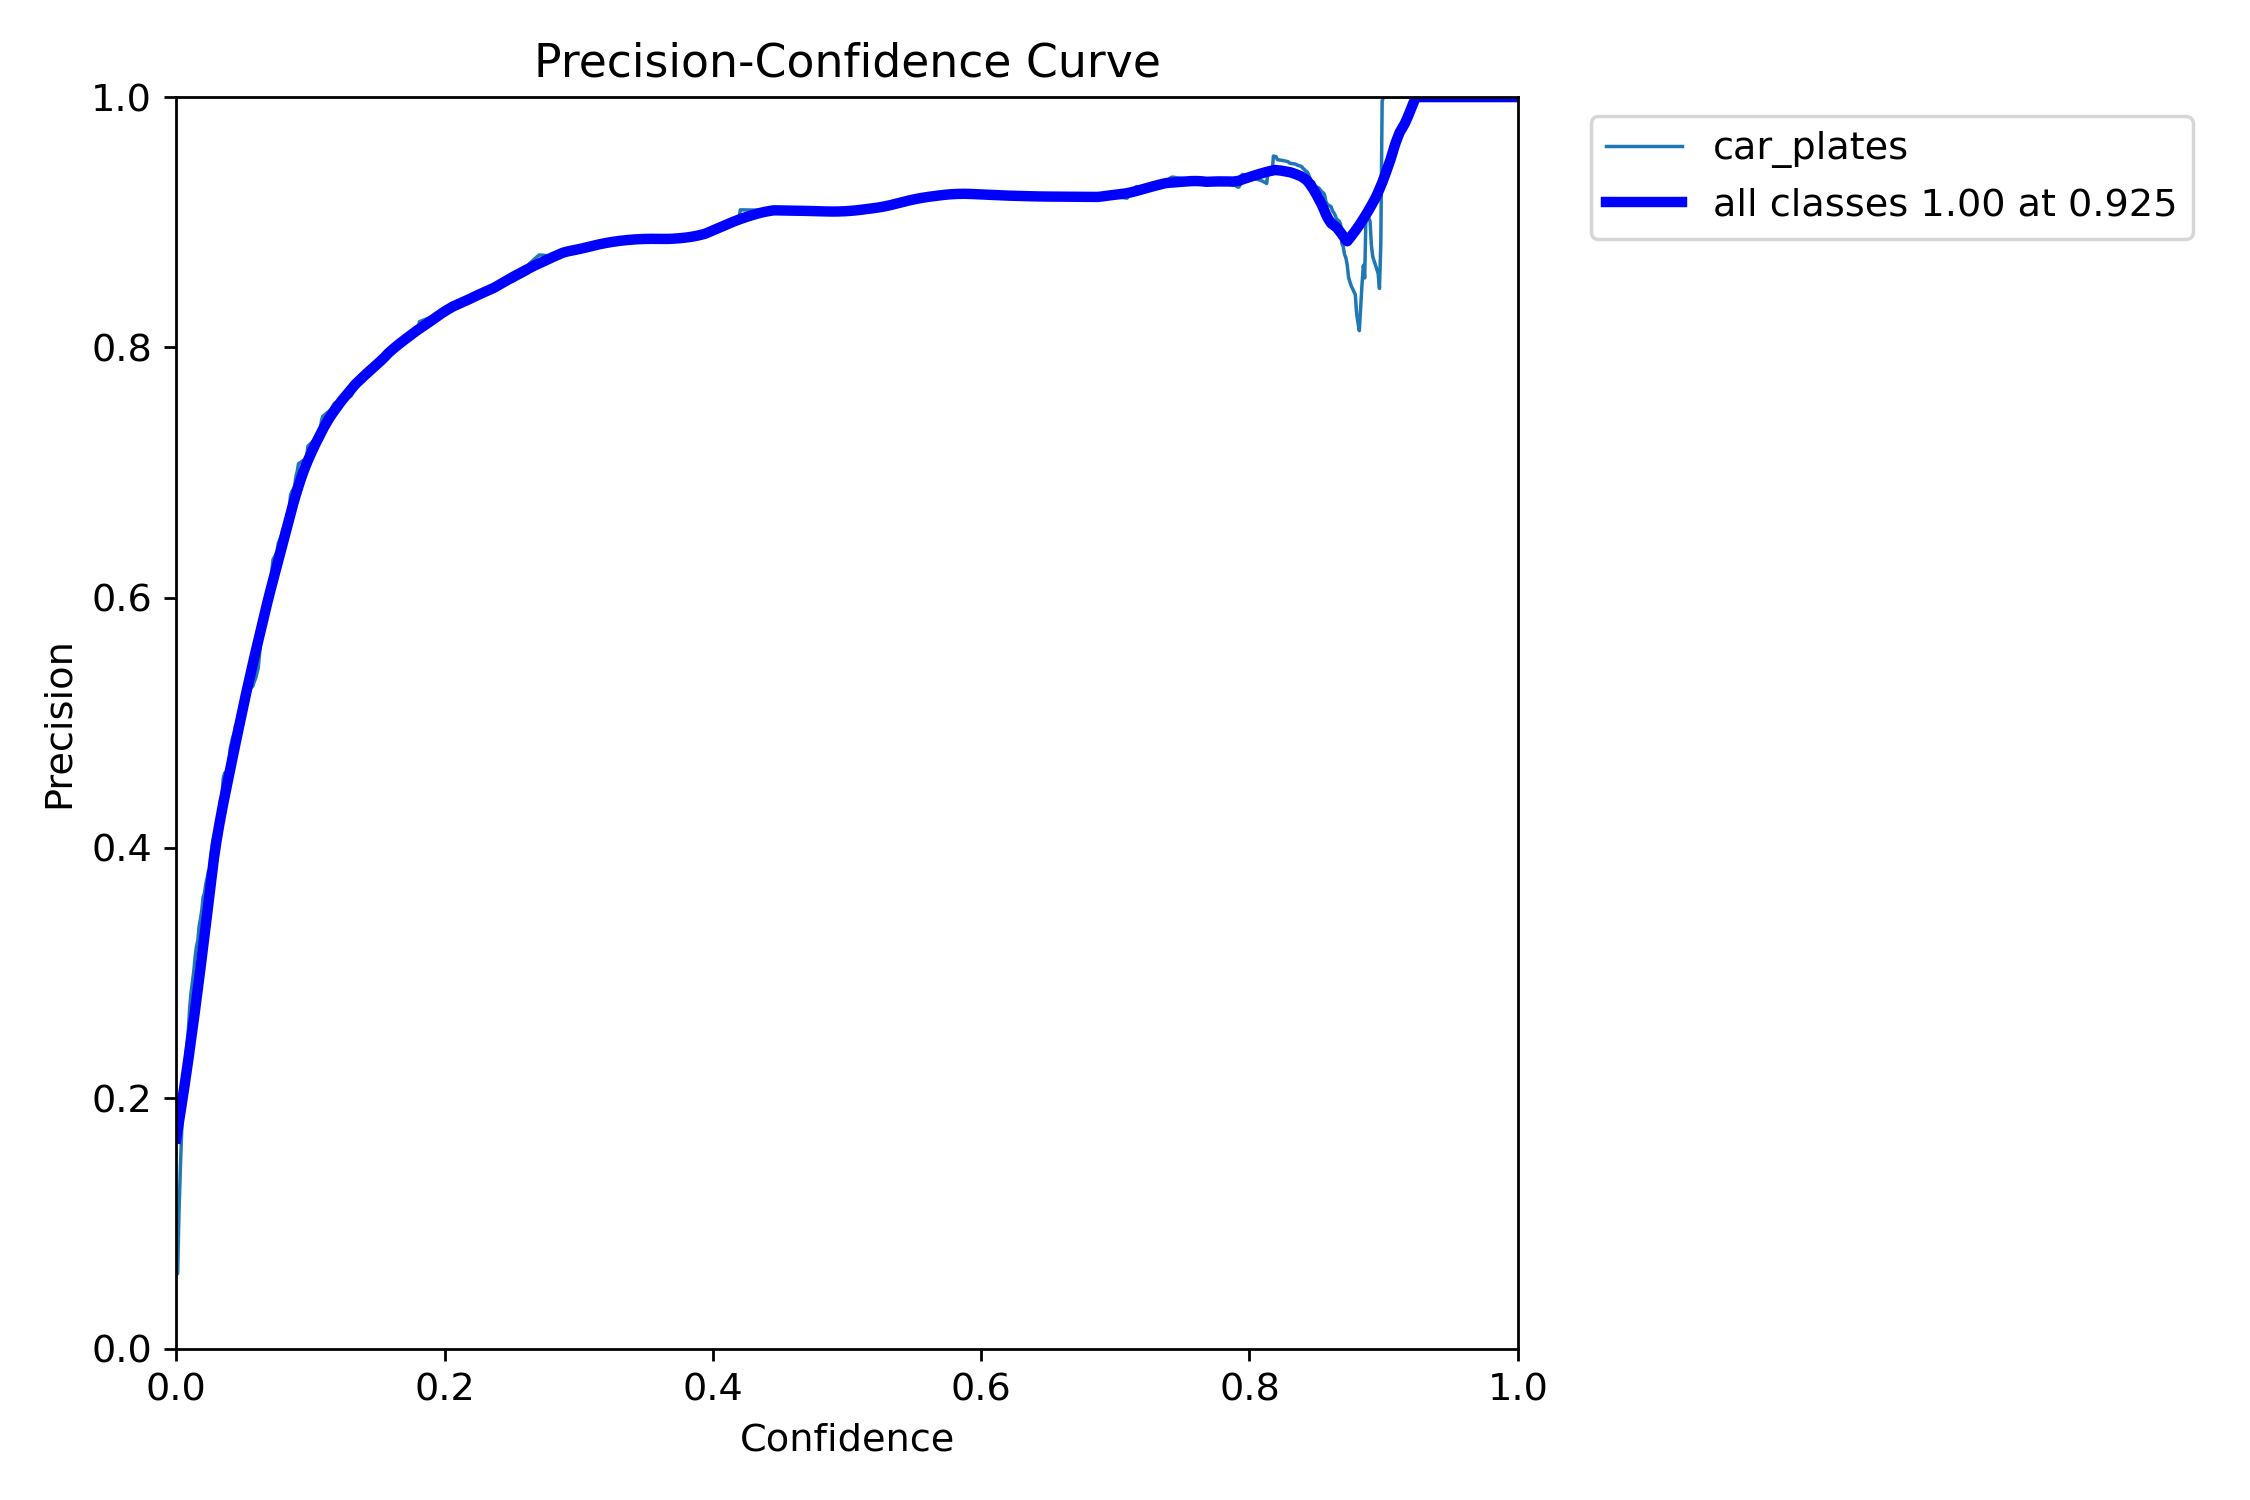 Precision-Confidence Curve
1.0
0.8
0.6
0.4
0.2
0.0
Precision
0.0 0.2 0.4 0.6 0.8 1.0
Confidence
car_plates
all classes 1.00 at 0.925